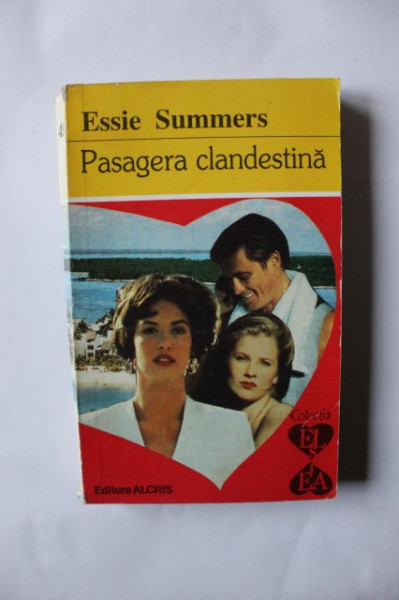 Essie Summers
Pasagera clandestină
Colecția
EL
ȘI
EA
Editura ALCRIS